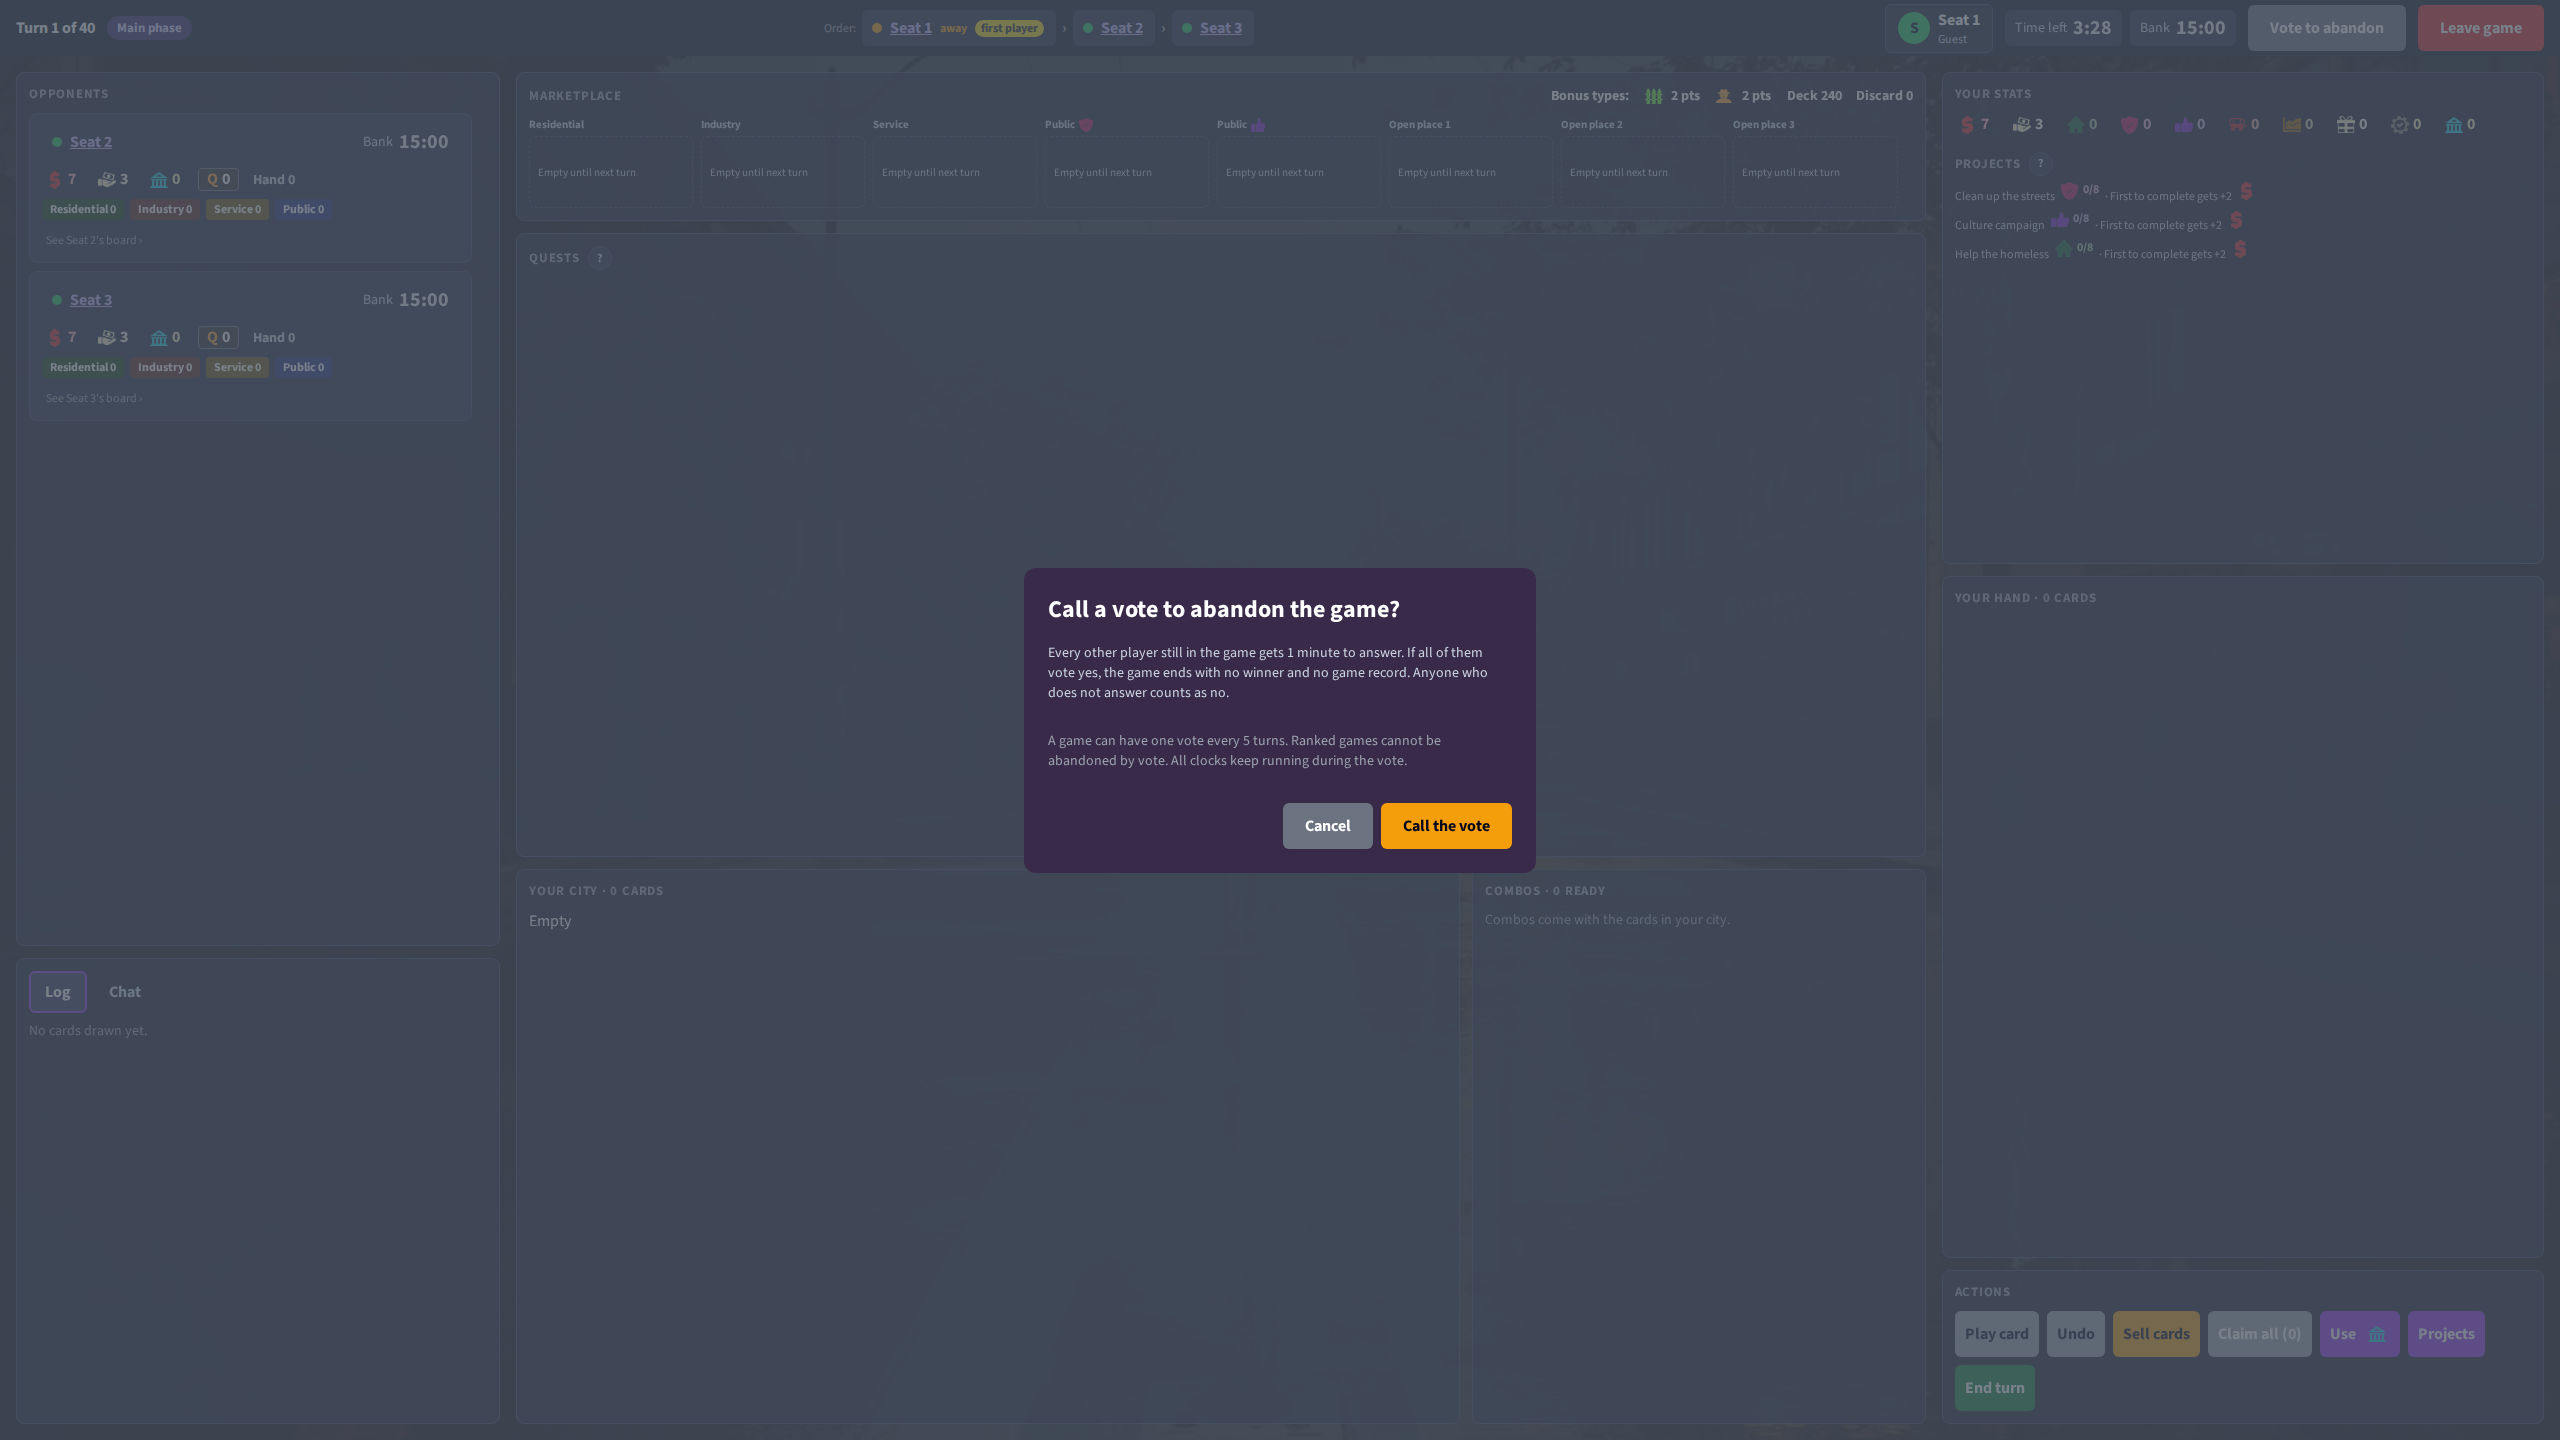 Turn 1 of 40 Main phase
Order: Seat 1 away first player › Seat 2 › Seat 3
S Seat 1 Guest
Time left 3:28 Bank 15:00 Vote to abandon Leave game
OPPONENTS
Seat 2 Bank 15:00
7 3 0 Q 0 Hand 0
Residential 0 Industry 0 Service 0 Public 0
See Seat 2's board ›
Seat 3 Bank 15:00
7 3 0 Q 0 Hand 0
Residential 0 Industry 0 Service 0 Public 0
See Seat 3's board ›
Log Chat
No cards drawn yet.
MARKETPLACE Bonus types: 2 pts 2 pts Deck 240 Discard 0
Residential Industry Service Public Public Open place 1 Open place 2 Open place 3
Empty until next turn Empty until next turn Empty until next turn Empty until next turn Empty until next turn Empty until next turn Empty until next turn Empty until next turn
QUESTS ?
Call a vote to abandon the game?
Every other player still in the game gets 1 minute to answer. If all of them
vote yes, the game ends with no winner and no game record. Anyone who
does not answer counts as no.
A game can have one vote every 5 turns. Ranked games cannot be
abandoned by vote. All clocks keep running during the vote.
Cancel Call the vote
YOUR CITY · 0 CARDS
Empty
COMBOS · 0 READY
Combos come with the cards in your city.
YOUR STATS
7 3 0 0 0 0 0 0 0 0
PROJECTS ?
Clean up the streets 0/8 · First to complete gets +2
Culture campaign 0/8 · First to complete gets +2
Help the homeless 0/8 · First to complete gets +2
YOUR HAND · 0 CARDS
ACTIONS
Play card Undo Sell cards Claim all (0) Use Projects
End turn